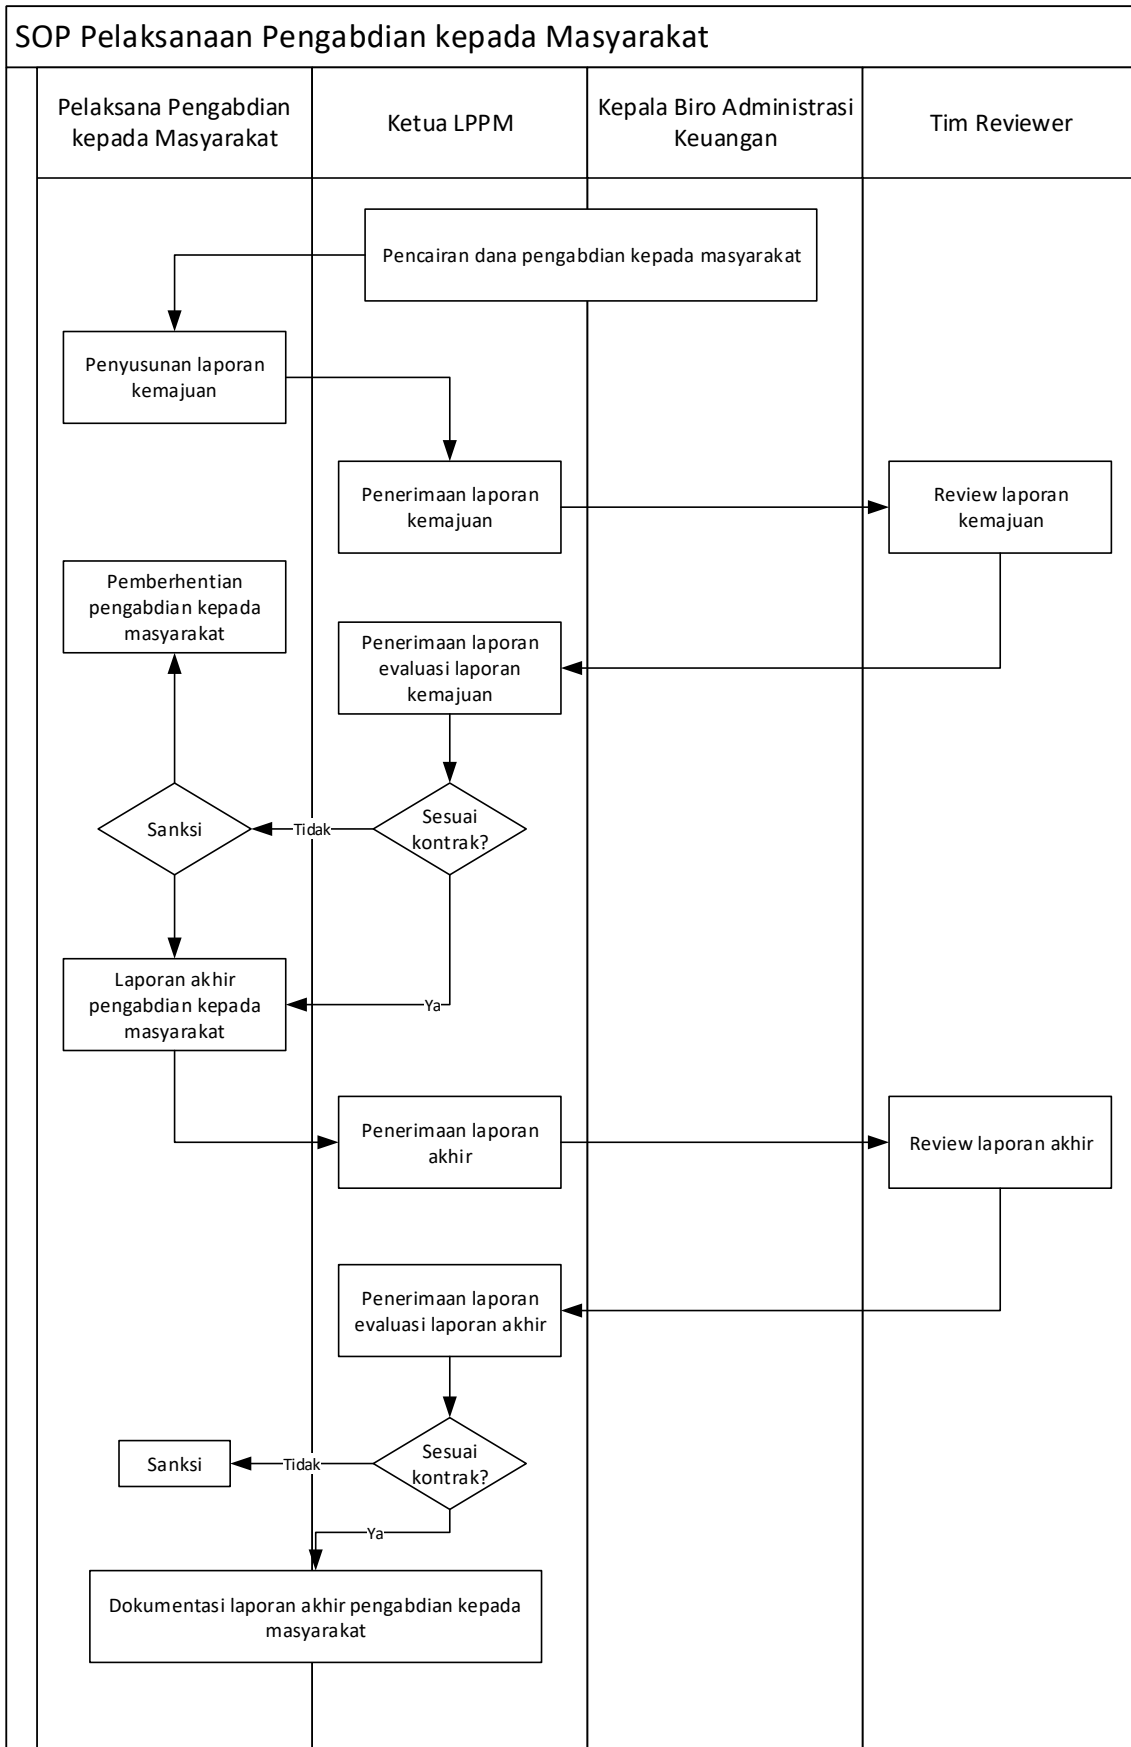 SOP Pelaksanaan Pengabdian kepada Masyarakat
Pelaksana Pengabdian
kepada Masyarakat
Ketua LPPM
Kepala Biro Administrasi
Keuangan
Tim Reviewer
Pencairan dana pengabdian kepada masyarakat
Penyusunan laporan
kemajuan
Penerimaan laporan
kemajuan
Review laporan
kemajuan
Pemberhentian
pengabdian kepada
masyarakat
Penerimaan laporan
evaluasi laporan
kemajuan
Sanksi
Tidak
Sesuai
kontrak?
Laporan akhir
pengabdian kepada
masyarakat
Ya
Penerimaan laporan
akhir
Review laporan akhir
Penerimaan laporan
evaluasi laporan akhir
Sanksi
Tidak
Sesuai
kontrak?
Ya
Dokumentasi laporan akhir pengabdian kepada
masyarakat